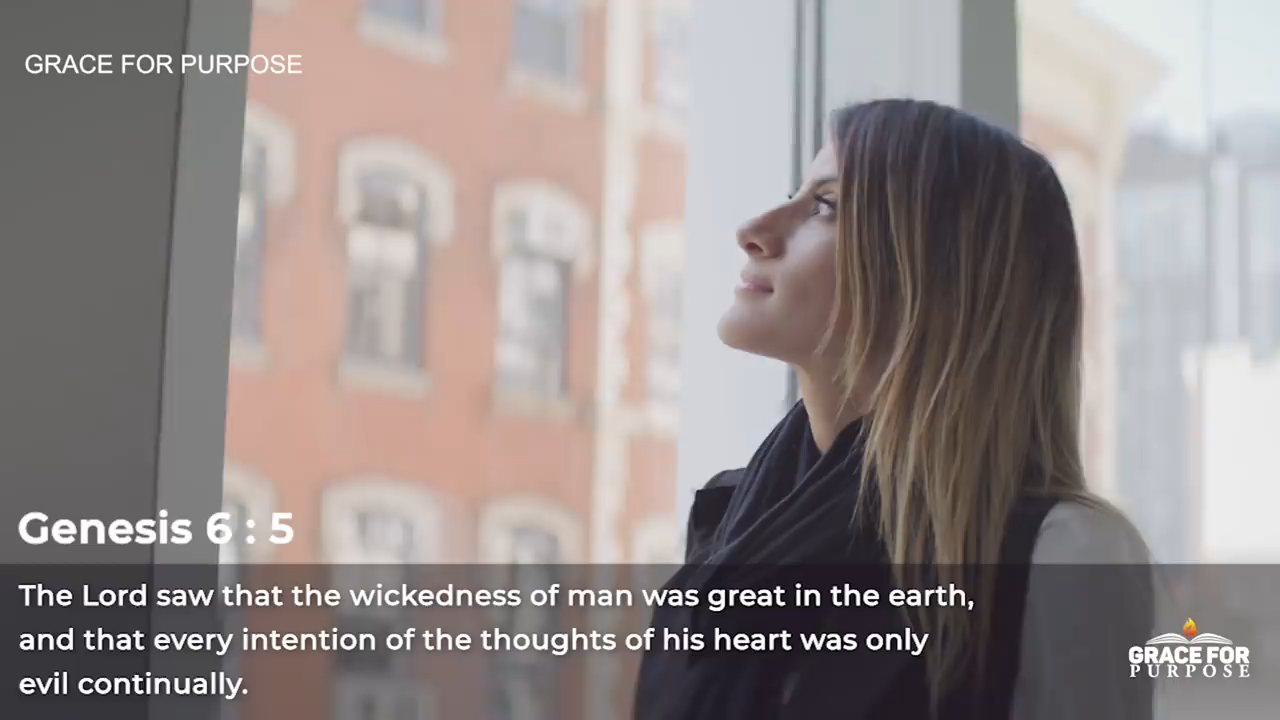 GRACE FOR PURPOSE
Genesis 6 : 5
The Lord saw that the wickedness of man was great in the earth,
and that every intention of the thoughts of his heart was only
evil continually.
GRACE FOR
PURPOSE